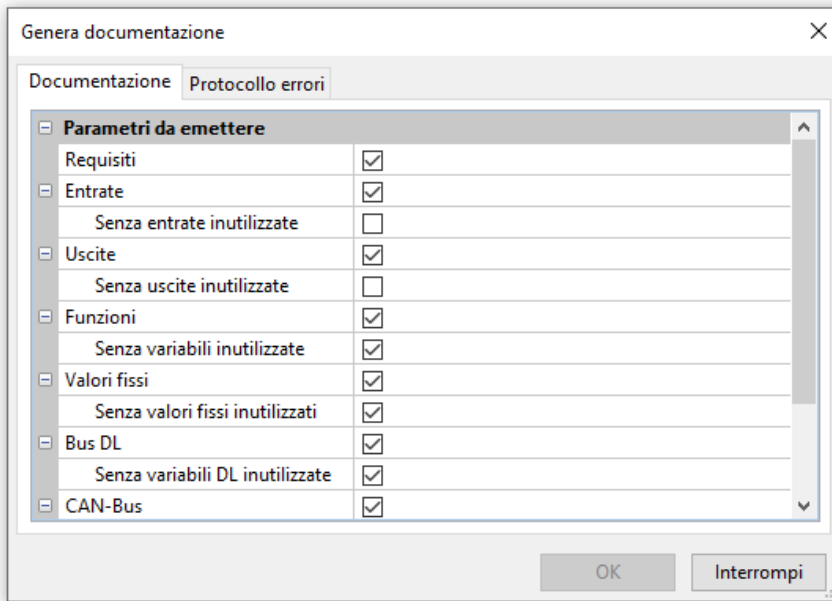 Genera documentazione
Documentazione Protocollo errori
Parametri da emettere
Requisiti
Entrate
Senza entrate inutilizzate
Uscite
Senza uscite inutilizzate
Funzioni
Senza variabili inutilizzate
Valori fissi
Senza valori fissi inutilizzati
Bus DL
Senza variabili DL inutilizzate
CAN-Bus
OK Interrompi